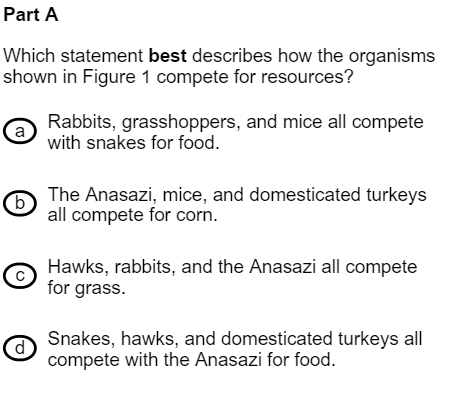 Part A
Which statement best describes how the organisms
shown in Figure 1 compete for resources?
a Rabbits, grasshoppers, and mice all compete
with snakes for food.
b The Anasazi, mice, and domesticated turkeys
all compete for corn.
c Hawks, rabbits, and the Anasazi all compete
for grass.
d Snakes, hawks, and domesticated turkeys all
compete with the Anasazi for food.